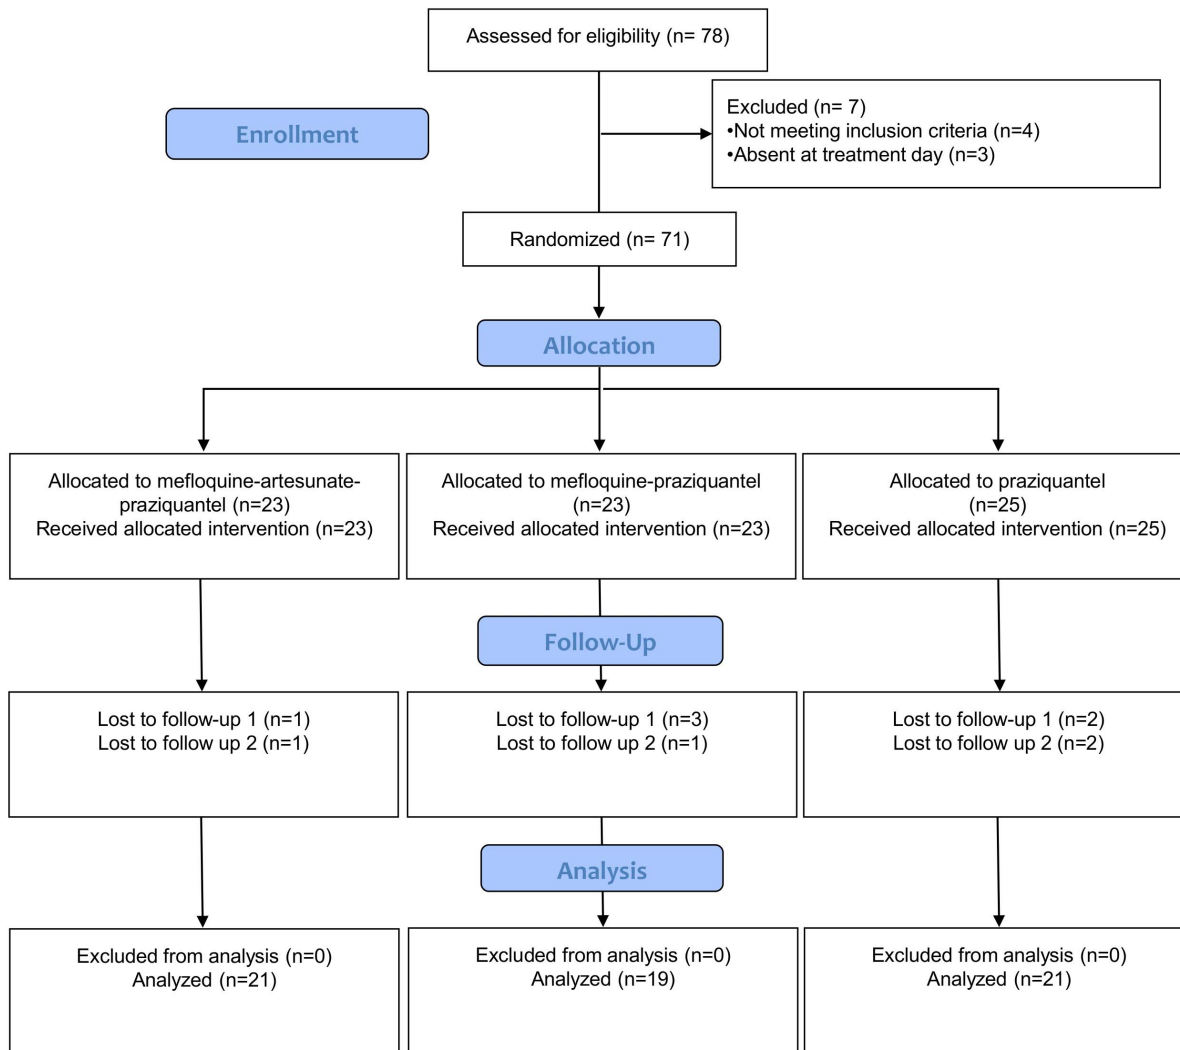 Assessed for eligibility (n= 78)
Enrollment
Excluded (n= 7)
•Not meeting inclusion criteria (n=4)
•Absent at treatment day (n=3)
Randomized (n= 71)
Allocation
Allocated to mefloquine-artesunate-
praziquantel (n=23)
Received allocated intervention (n=23)
Allocated to mefloquine-praziquantel
(n=23)
Received allocated intervention (n=23)
Allocated to praziquantel
(n=25)
Received allocated intervention (n=25)
Follow-Up
Lost to follow-up 1 (n=1)
Lost to follow up 2 (n=1)
Lost to follow-up 1 (n=3)
Lost to follow up 2 (n=1)
Lost to follow-up 1 (n=2)
Lost to follow up 2 (n=2)
Analysis
Excluded from analysis (n=0)
Analyzed (n=21)
Excluded from analysis (n=0)
Analyzed (n=19)
Excluded from analysis (n=0)
Analyzed (n=21)